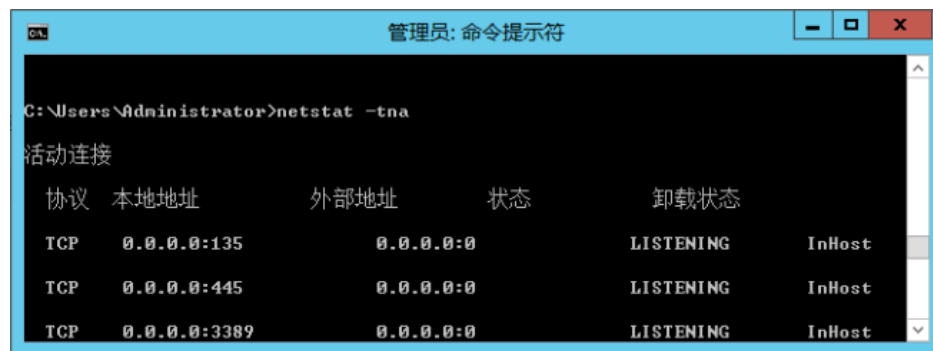 管理员: 命令提示符
C:\Users\Administrator>netstat -tna
活动连接
协议 本地地址 外部地址 状态 卸载状态
TCP 0.0.0.0:135 0.0.0.0:0 LISTENING InHost
TCP 0.0.0.0:445 0.0.0.0:0 LISTENING InHost
TCP 0.0.0.0:3389 0.0.0.0:0 LISTENING InHost